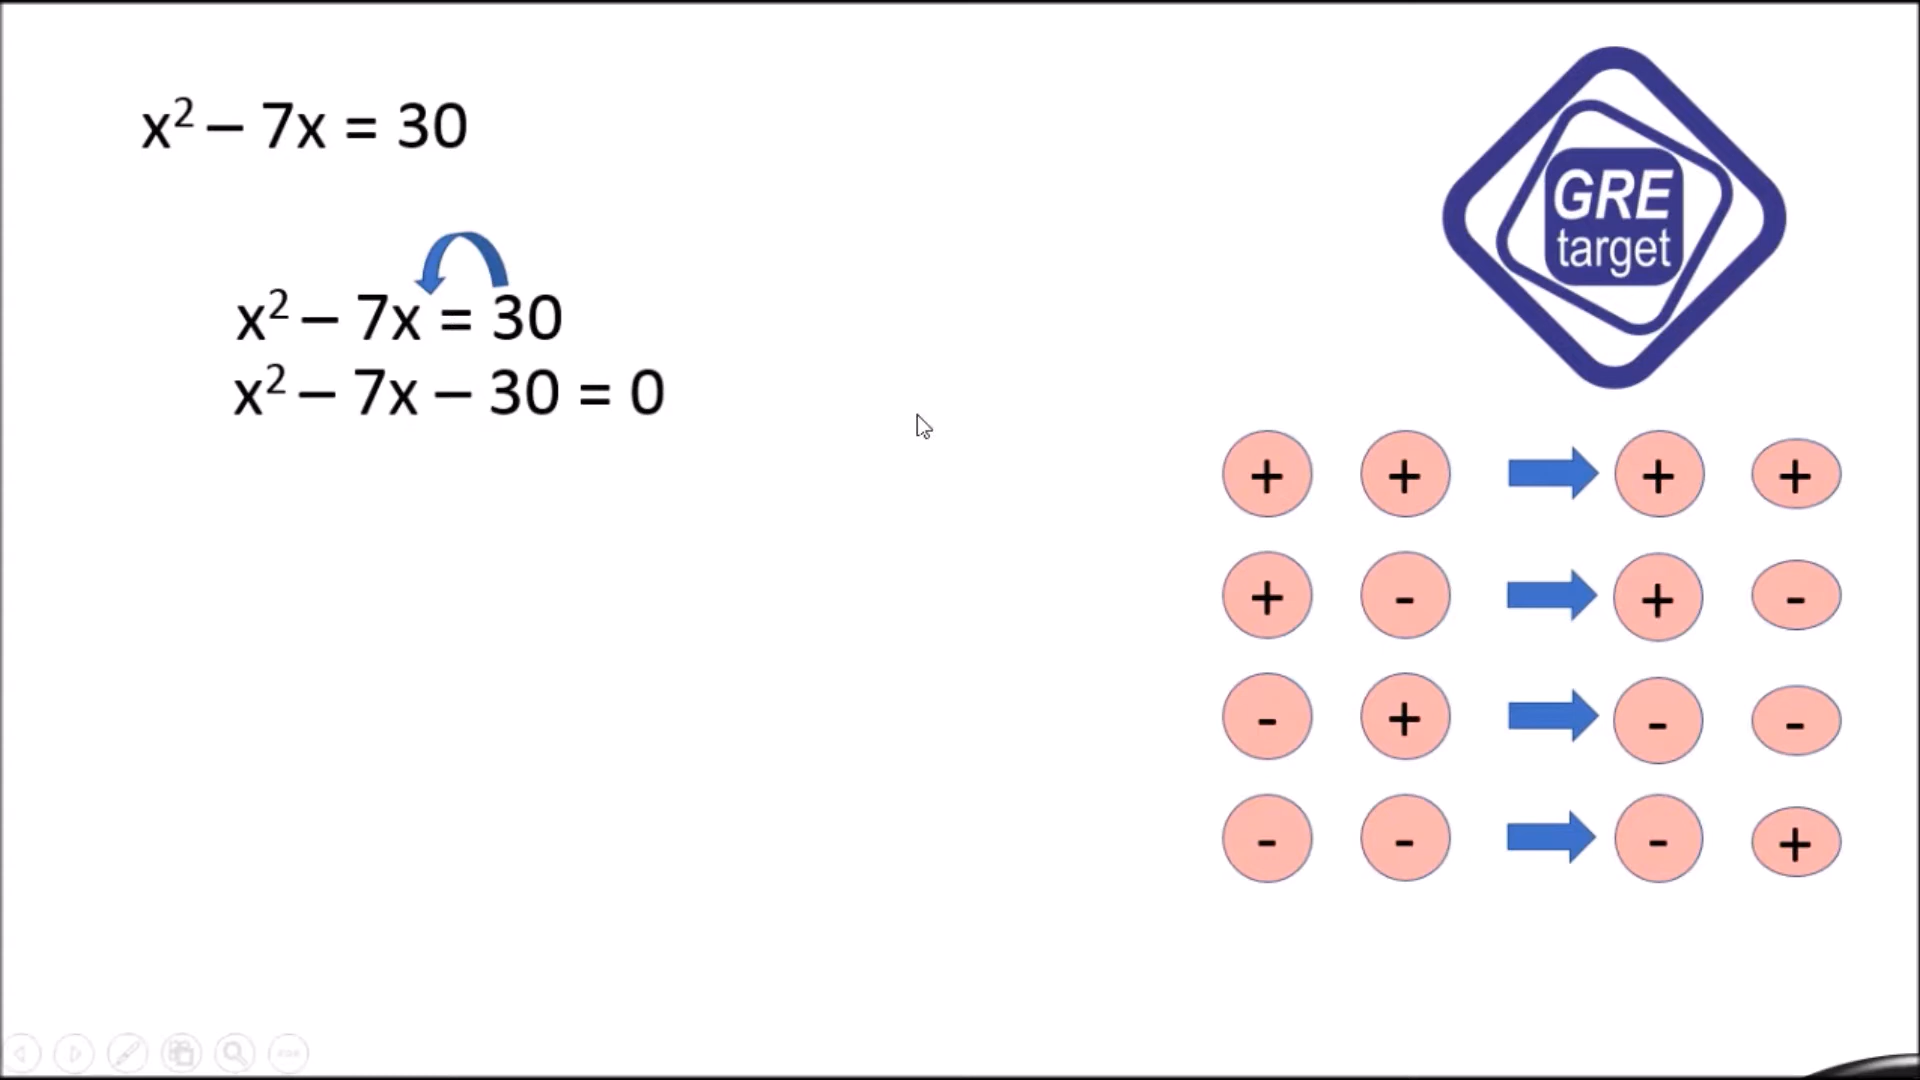 x² – 7x = 30
x² – 7x = 30
x² – 7x – 30 = 0
GRE
target
+ + + +
+ - + -
- + - -
- - - +